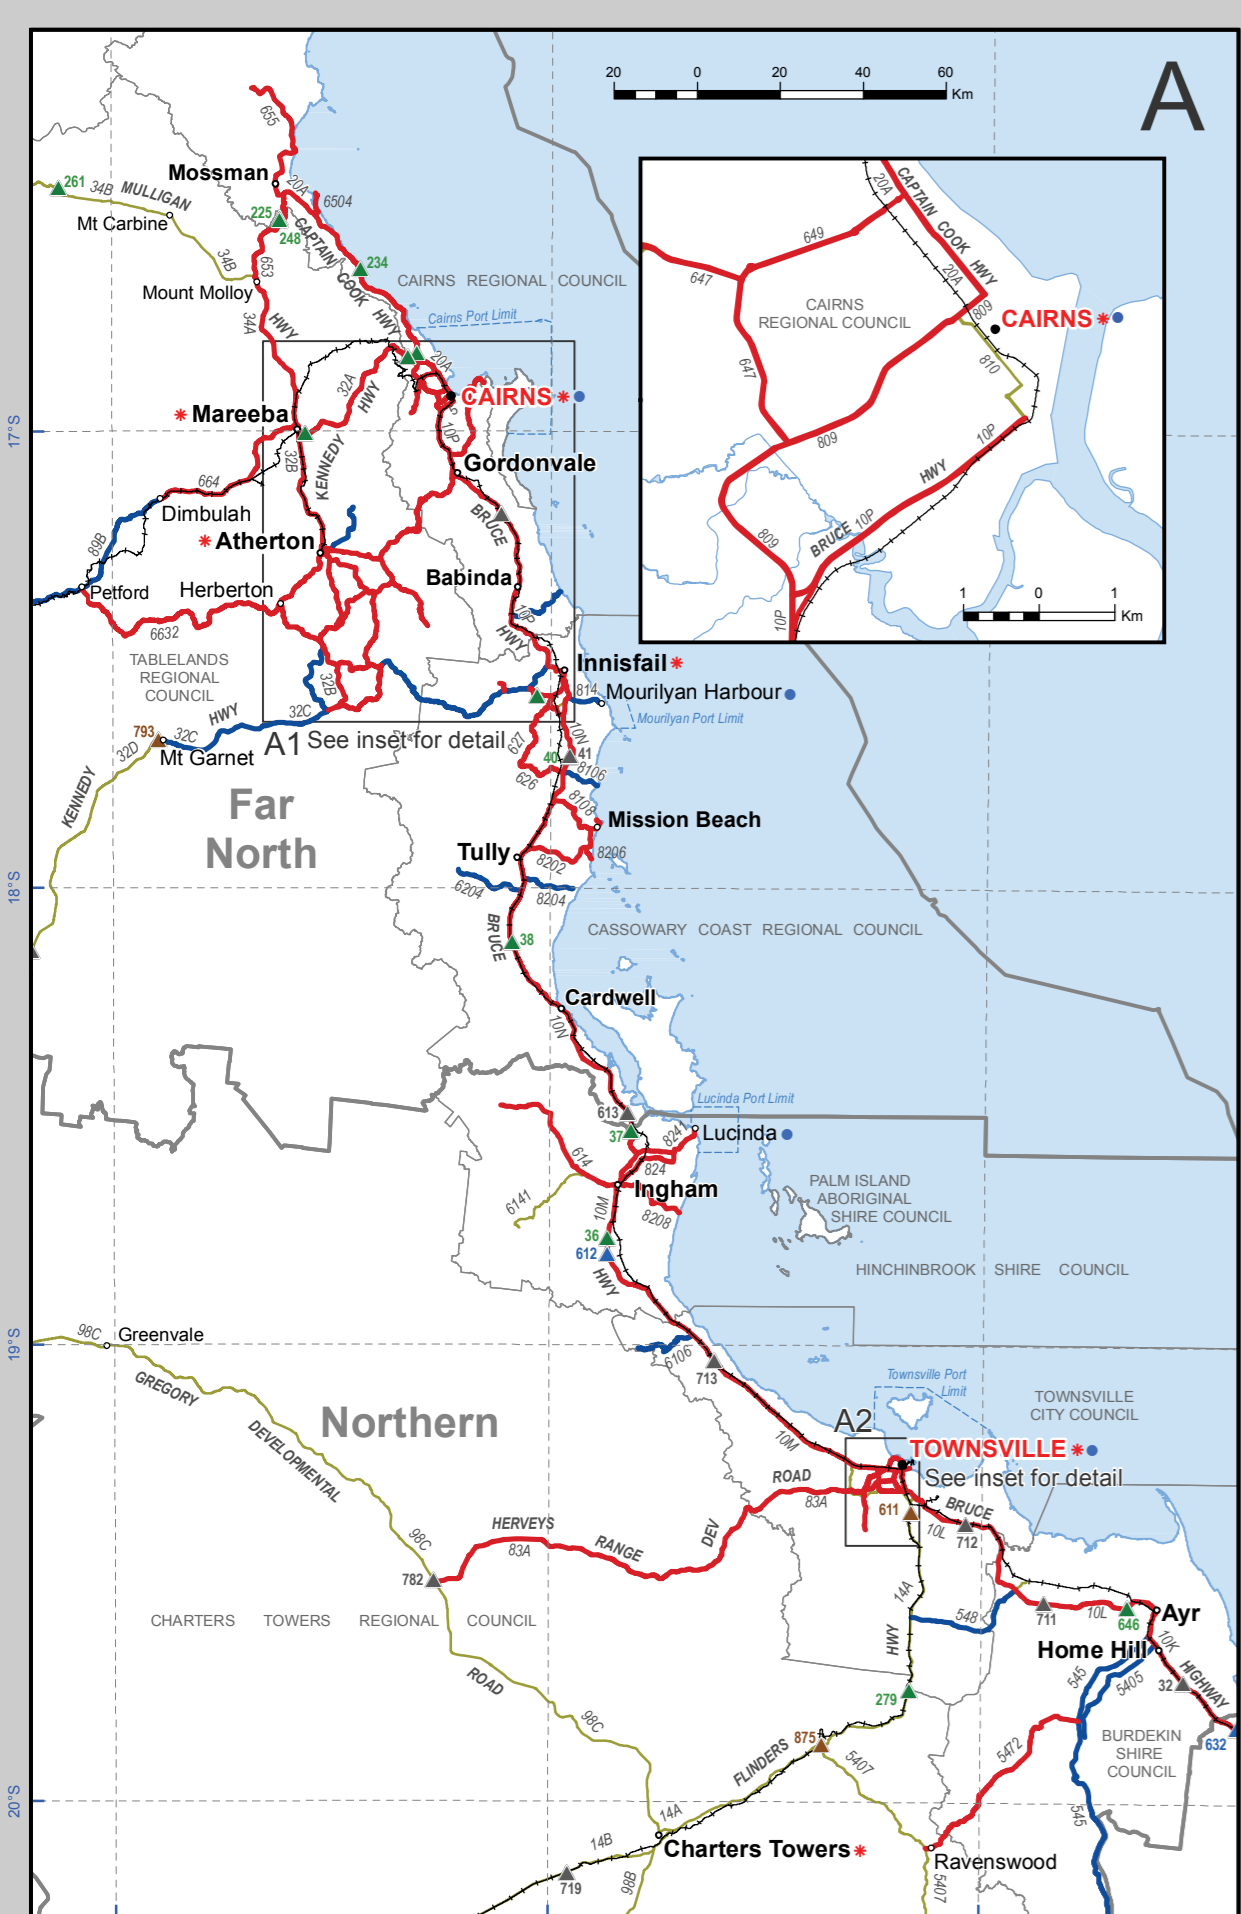 20 0 20 40 60
Km
A
655
Mossman
20A
6504
261
34B MULLIGAN
Mt Carbine
225
248
CAPTAIN COOK HWY
234
34B
653
Mount Molloy
CAIRNS REGIONAL COUNCIL
Cairns Port Limit
34A
HWY
20A
32A
HWY
CAIRNS
Mareeba
17°S
32B
KENNEDY
10P
Gordonvale
664
Dimbulah
BRUCE
89B
Atherton
Petford
Herberton
Babinda
10P
6632
HWY
TABLELANDS
REGIONAL
COUNCIL
Innisfail
32B
814
Mourilyan Harbour
Mourilyan Port Limit
HWY
32C
793
32C
32D
Mt Garnet
A1 See inset for detail
627
10N
40
41
626
8106
KENNEDY
Far
North
8108
Mission Beach
Tully
8202
8206
6204
8204
18°S
BRUCE
38
CASSOWARY COAST REGIONAL COUNCIL
Cardwell
10N
Lucinda Port Limit
613
37
8241
Lucinda
614
824
Ingham
6141
10M
8208
PALM ISLAND
ABORIGINAL
SHIRE COUNCIL
36
612
HWY
HINCHINBROOK SHIRE COUNCIL
98C
Greenvale
19°S
6106
713
GREGORY
DEVELOPMENTAL
Northern
Townsville Port
Limit
TOWNSVILLE
CITY COUNCIL
A2
10M
TOWNSVILLE
See inset for detail
ROAD
83A
611
BRUCE
10L
712
HERVEYS
83A
RANGE
DEV
98C
782
14A
CHARTERS TOWERS REGIONAL COUNCIL
548
711
10L
646
Ayr
HWY
Home Hill
10K
ROAD
279
545
5405
32
HIGHWAY
98C
632
875
FLINDERS
5407
5472
BURDEKIN
SHIRE
COUNCIL
20°S
14A
545
14B
Charters Towers
98B
719
Ravenswood
5407
20A
CAPTAIN COOK HWY
649
647
20A
CAIRNS
REGIONAL COUNCIL
809
CAIRNS
647
810
809
10P
HWY
809
BRUCE
10P
10P
1 0 1
Km